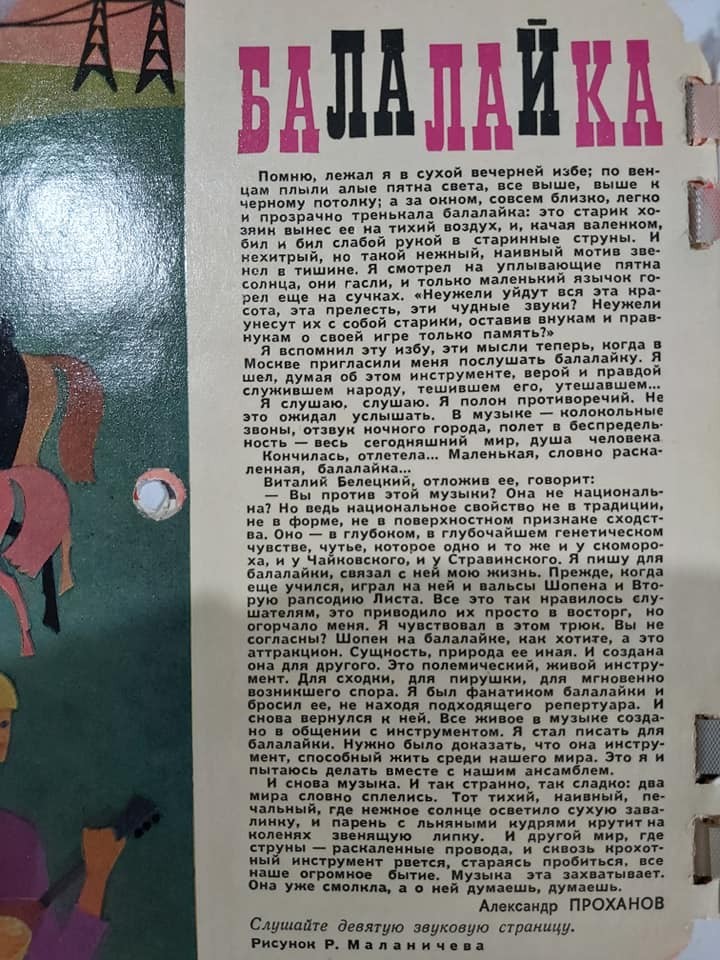 БАЛАЛАЙКА
Помню, лежал я в сухой вечерней избе; по вен-
цам плыли алые пятна света, все выше, выше к
черному потолку; а за окном, совсем близко, легко
и прозрачно тренькала балалайка: это старик хо-
зяин вынес ее на тихий воздух, и, качая валенком,
бил и бил слабой рукой в старинные струны. И
нехитрый, но такой нежный, наивный мотив зве-
нел в тишине. Я смотрел на уплывающие пятна
солнца, они гасли, и только маленький язычок го-
рел еще на сучках. «Неужели уйдут вся эта кра-
сота, эта прелесть, эти чудные звуки? Неужели
унесут их с собой старики, оставив внукам и прав-
нукам о своей игре только память?»
Я вспомнил эту избу, эти мысли теперь, когда в
Москве пригласили меня послушать балалайку. Я
шел, думая об этом инструменте, верой и правдой
служившем народу, тешившем его, утешавшем...
Я слушаю, слушаю. Я полон противоречий. Не
это ожидал услышать. В музыке — колокольные
звоны, отзвук ночного города, полет в беспредель-
ность — весь сегодняшний мир, душа человека
Кончилась, отлетела... Маленькая, словно раска-
ленная, балалайка...
Виталий Белецкий, отложив ее, говорит:
— Вы против этой музыки? Она не националь-
на? Но ведь национальное свойство не в традиции,
не в форме, не в поверхностном признаке сходст-
ва. Оно — в глубоком, в глубочайшем генетическом
чувстве, чутье, которое одно и то же и у скоморо-
ха, и у Чайковского, и у Стравинского. Я пишу для
балалайки, связал с ней мою жизнь. Прежде, когда
еще учился, играл на ней и вальсы Шопена и Вто-
рую рапсодию Листа. Все это так нравилось слу-
шателям, это приводило их просто в восторг, но
огорчало меня. Я чувствовал в этом трюк. Вы не
согласны? Шопен на балалайке, как хотите, а это
аттракцион. Сущность, природа ее иная. И создана
она для другого. Это полемический, живой инстру-
мент. Для сходки, для пирушки, для мгновенно
возникшего спора. Я был фанатиком балалайки и
бросил ее, не находя подходящего репертуара. И
снова вернулся к ней. Все живое в музыке созда-
но в общении с инструментом. Я стал писать для
балалайки. Нужно было доказать, что она инстру-
мент, способный жить среди нашего мира. Это я и
пытаюсь делать вместе с нашим ансамблем.
И снова музыка. И так странно, так сладко: два
мира словно сплелись. Тот тихий, наивный, пе-
чальный, где нежное солнце осветило сухую зава-
линку, и парень с льняными кудрями крутит на
коленях звенящую липку. И другой мир, где
струны — раскаленные провода, и сквозь крохот-
ный инструмент рвется, стараясь пробиться, все
наше огромное бытие. Музыка эта захватывает.
Она уже смолкла, а о ней думаешь, думаешь.
Александр ПРОХАНОВ
Слушайте девятую звуковую страницу.
Рисунок Р. Маланичева